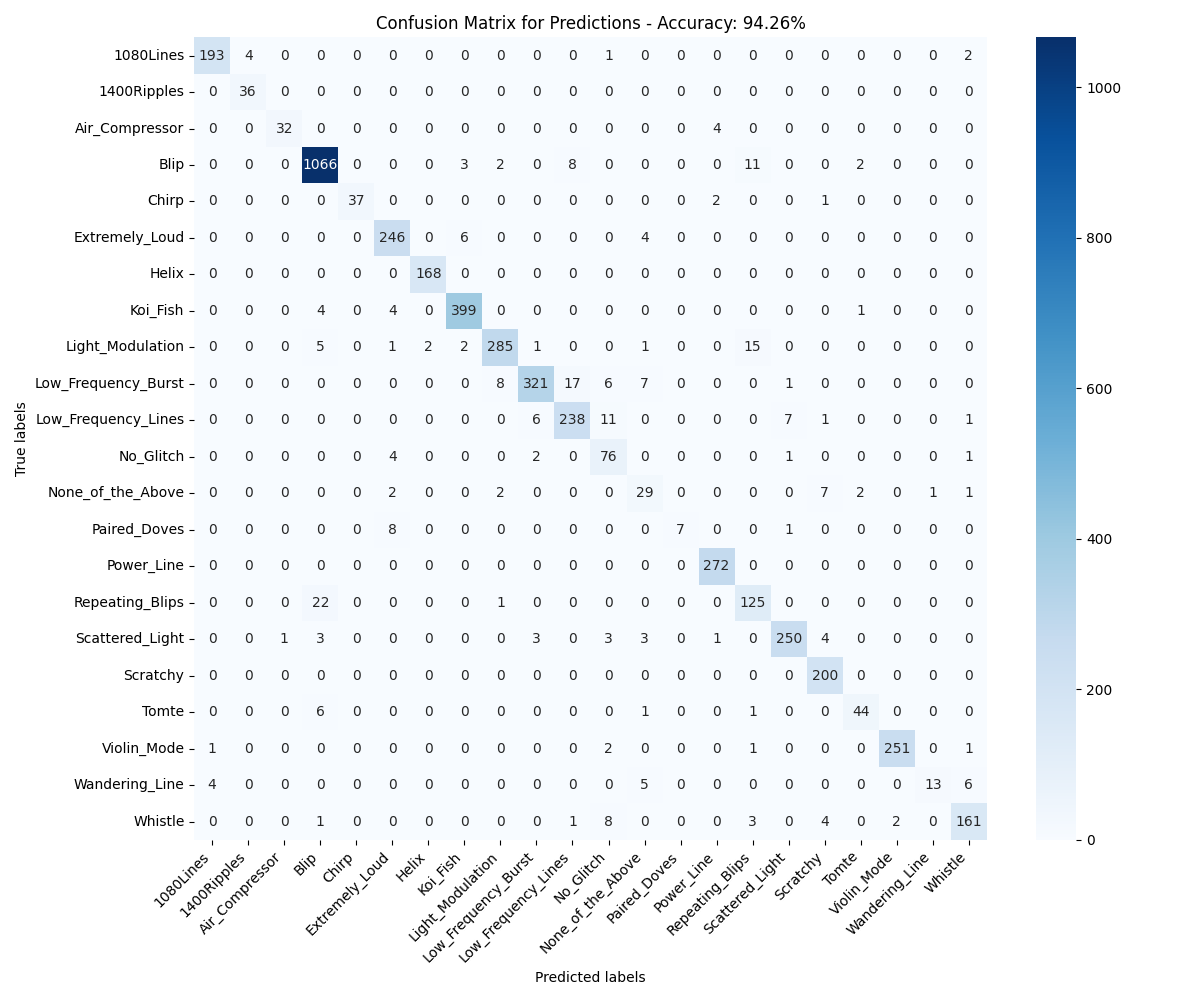 Confusion Matrix for Predictions - Accuracy: 94.26%
1080Lines 193 4 0 0 0 0 0 0 0 0 0 1 0 0 0 0 0 0 0 0 0 2
1400Ripples 0 36 0 0 0 0 0 0 0 0 0 0 0 0 0 0 0 0 0 0 0 0
Air_Compressor 0 0 32 0 0 0 0 0 0 0 0 0 0 0 4 0 0 0 0 0 0 0
Blip 0 0 0 1066 0 0 0 3 2 0 8 0 0 0 0 11 0 0 2 0 0 0
Chirp 0 0 0 0 37 0 0 0 0 0 0 0 0 0 2 0 0 1 0 0 0 0
Extremely_Loud 0 0 0 0 0 246 0 6 0 0 0 0 4 0 0 0 0 0 0 0 0 0
Helix 0 0 0 0 0 0 168 0 0 0 0 0 0 0 0 0 0 0 0 0 0 0
Koi_Fish 0 0 0 4 0 4 0 399 0 0 0 0 0 0 0 0 0 0 1 0 0 0
Light_Modulation 0 0 0 5 0 1 2 2 285 1 0 0 1 0 0 15 0 0 0 0 0 0
Low_Frequency_Burst 0 0 0 0 0 0 0 0 8 321 17 6 7 0 0 0 1 0 0 0 0 0
Low_Frequency_Lines 0 0 0 0 0 0 0 0 0 6 238 11 0 0 0 0 7 1 0 0 0 1
No_Glitch 0 0 0 0 0 4 0 0 0 2 0 76 0 0 0 0 1 0 0 0 0 1
None_of_the_Above 0 0 0 0 0 2 0 0 2 0 0 0 29 0 0 0 0 7 2 0 1 1
Paired_Doves 0 0 0 0 0 8 0 0 0 0 0 0 0 7 0 0 1 0 0 0 0 0
Power_Line 0 0 0 0 0 0 0 0 0 0 0 0 0 0 272 0 0 0 0 0 0 0
Repeating_Blips 0 0 0 22 0 0 0 0 1 0 0 0 0 0 0 125 0 0 0 0 0 0
Scattered_Light 0 0 1 3 0 0 0 0 0 3 0 3 3 0 1 0 250 4 0 0 0 0
Scratchy 0 0 0 0 0 0 0 0 0 0 0 0 0 0 0 0 0 200 0 0 0 0
Tomte 0 0 0 6 0 0 0 0 0 0 0 0 1 0 0 1 0 0 44 0 0 0
Violin_Mode 1 0 0 0 0 0 0 0 0 0 0 2 0 0 0 1 0 0 0 251 0 1
Wandering_Line 4 0 0 0 0 0 0 0 0 0 0 0 5 0 0 0 0 0 0 0 13 6
Whistle 0 0 0 1 0 0 0 0 0 0 1 8 0 0 0 3 0 4 0 2 0 161
True labels
1080Lines
1400Ripples
Air_Compressor
Blip
Chirp
Extremely_Loud
Helix
Koi_Fish
Light_Modulation
Low_Frequency_Burst
Low_Frequency_Lines
No_Glitch
None_of_the_Above
Paired_Doves
Power_Line
Repeating_Blips
Scattered_Light
Scratchy
Tomte
Violin_Mode
Wandering_Line
Whistle
Predicted labels
1000
800
600
400
200
0